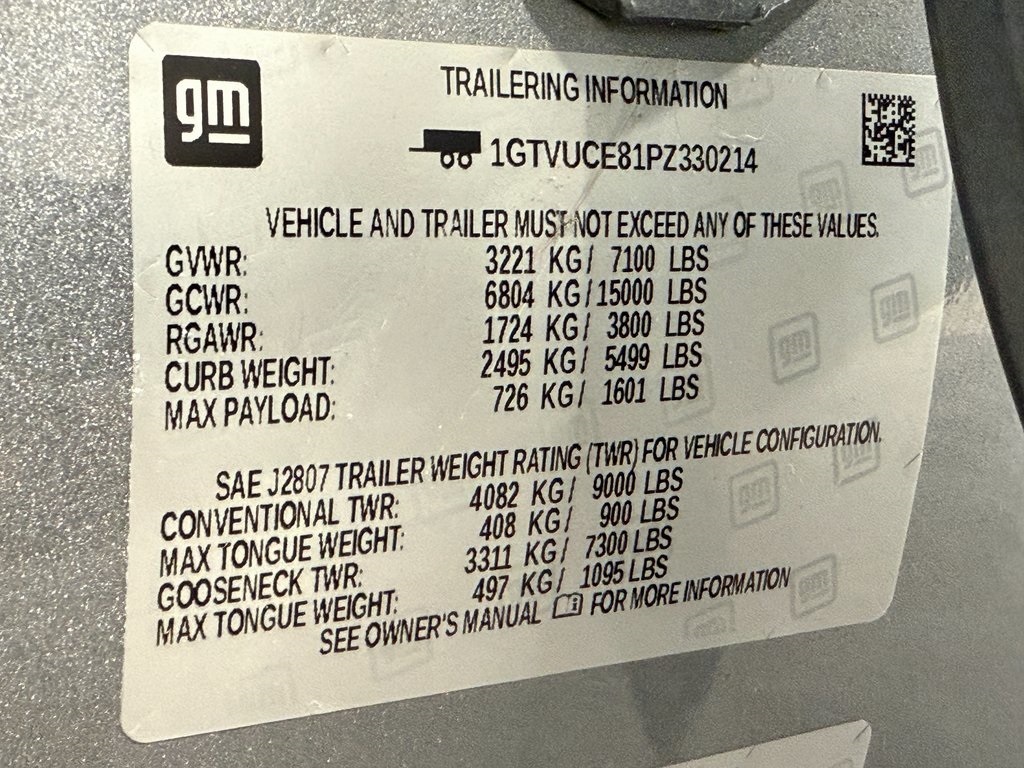 gm
TRAILERING INFORMATION
1GTVUCE81PZ330214
VEHICLE AND TRAILER MUST NOT EXCEED ANY OF THESE VALUES.
GVWR: 3221 KG/ 7100 LBS
GCWR: 6804 KG/15000 LBS
RGAWR: 1724 KG/ 3800 LBS
CURB WEIGHT: 2495 KG/ 5499 LBS
MAX PAYLOAD: 726 KG/ 1601 LBS
SAE J2807 TRAILER WEIGHT RATING (TWR) FOR VEHICLE CONFIGURATION.
CONVENTIONAL TWR: 4082 KG/ 9000 LBS
MAX TONGUE WEIGHT: 408 KG/ 900 LBS
GOOSENECK TWR: 3311 KG/ 7300 LBS
MAX TONGUE WEIGHT: 497 KG/ 1095 LBS
SEE OWNER'S MANUAL FOR MORE INFORMATION